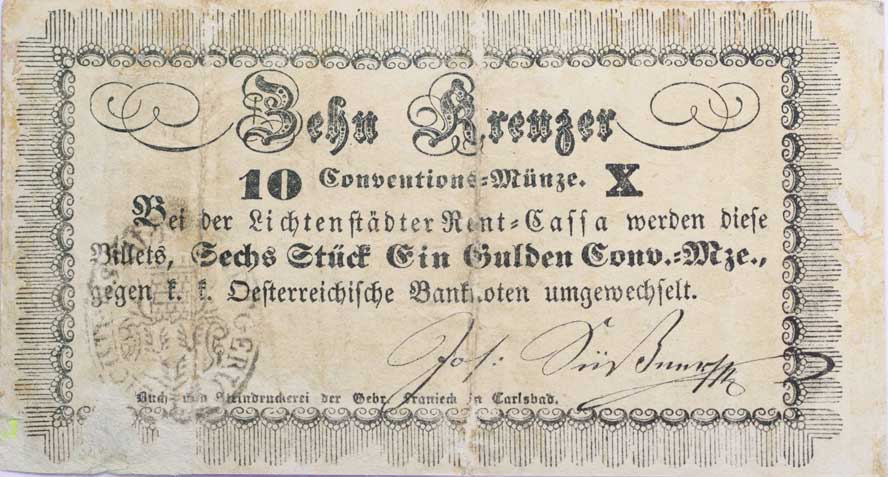 Zehn Kreuzer
10 Conventions=Münze. X
Bei der Lichtenstädter Rent=Cassa werden diese
Billets, Sechs Stück Ein Gulden Conv.=Mze.,
gegen k. k. Oesterreichische Banknoten umgewechselt.
Jos:
Buch- und Steindruckerei der Gebr. Franieck in Carlsbad.